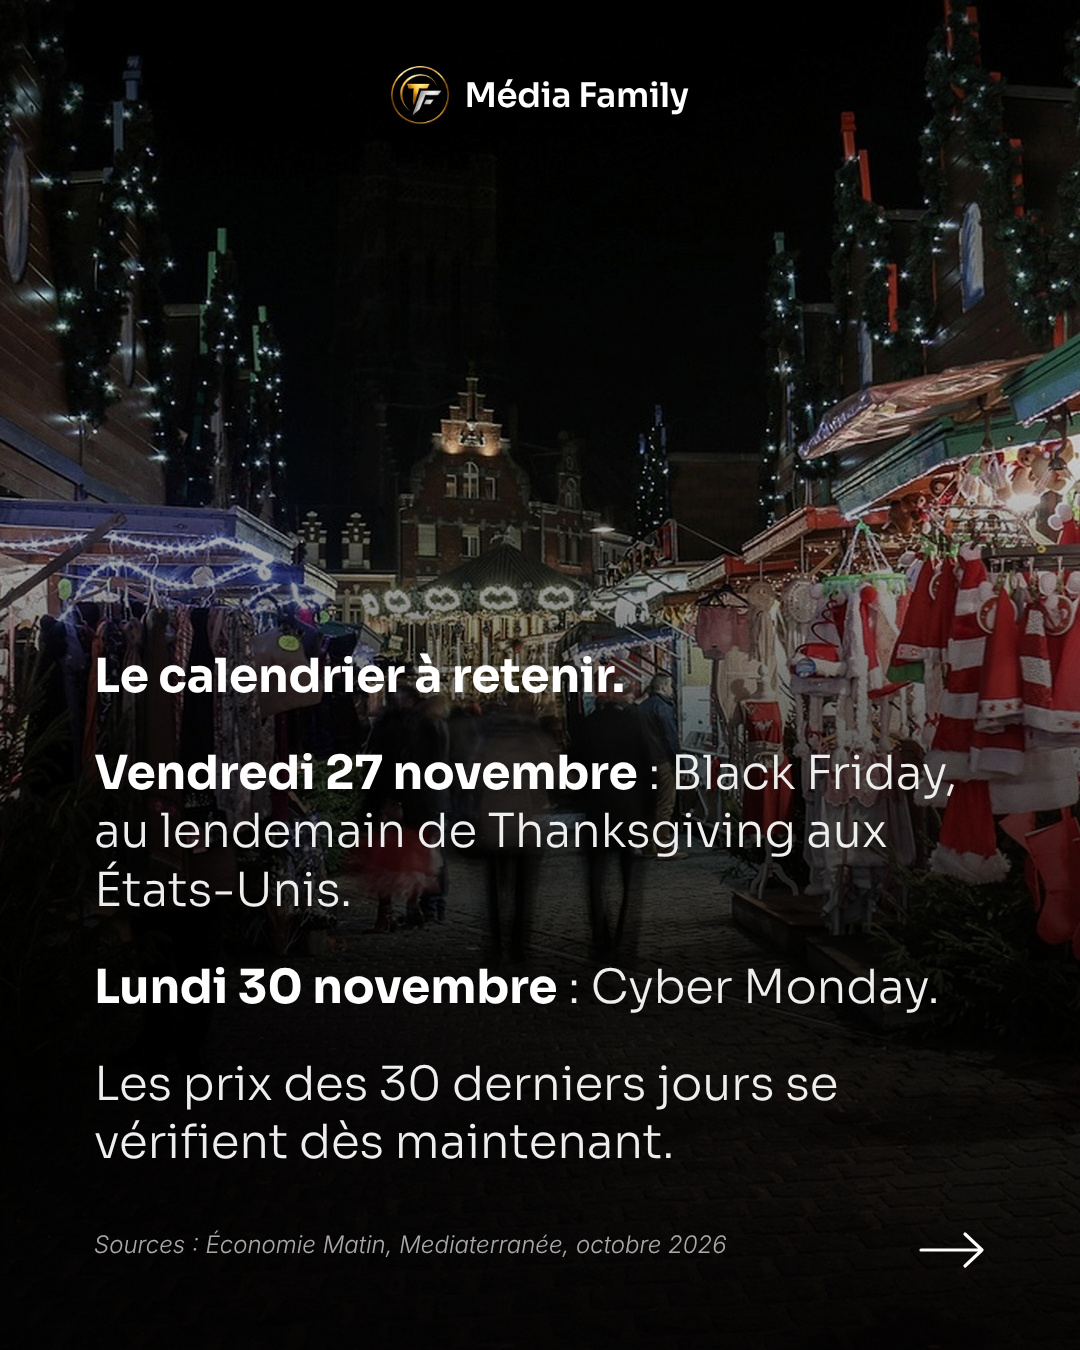 TF Média Family
Le calendrier à retenir.
Vendredi 27 novembre : Black Friday,
au lendemain de Thanksgiving aux
États-Unis.
Lundi 30 novembre : Cyber Monday.
Les prix des 30 derniers jours se
vérifient dès maintenant.
Sources : Économie Matin, Mediaterranée, octobre 2026